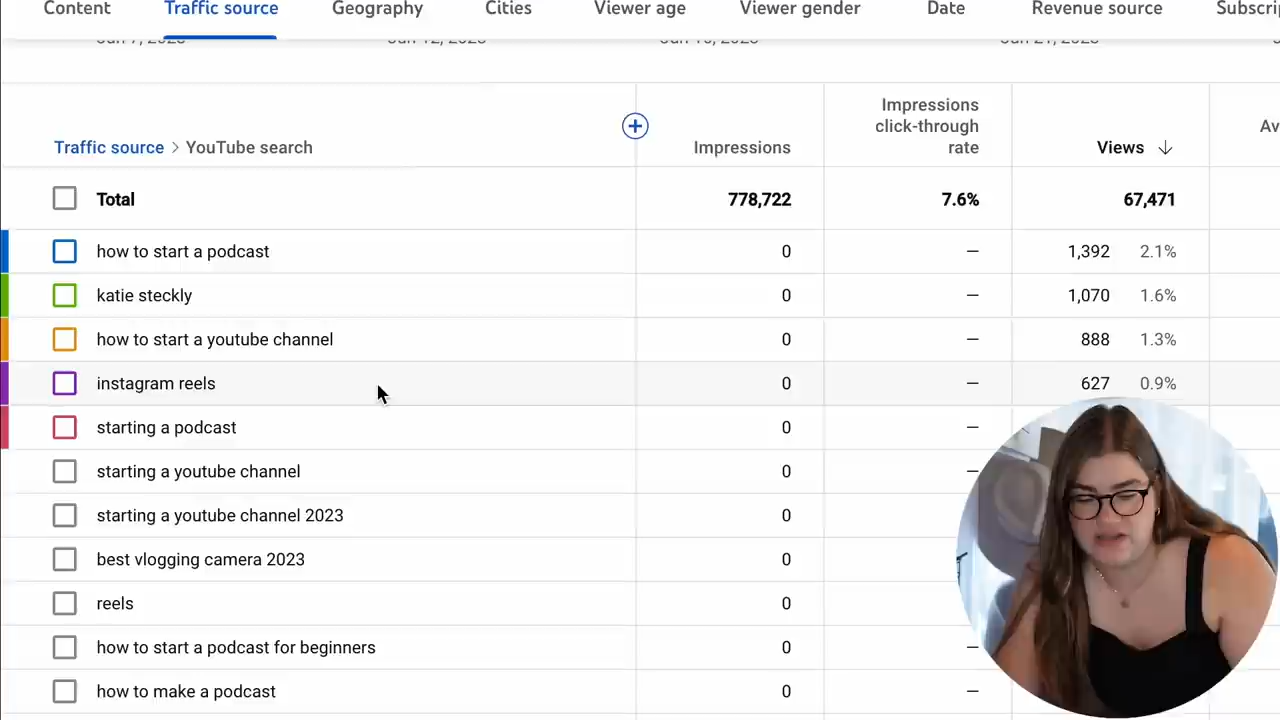 Content Traffic source Geography Cities Viewer age Viewer gender Date Revenue source
Impressions
click-through
rate
Traffic source > YouTube search Impressions Views Av
Total 778,722 7.6% 67,471
how to start a podcast 0 — 1,392 2.1%
katie steckly 0 — 1,070 1.6%
how to start a youtube channel 0 — 888 1.3%
instagram reels 0 — 627 0.9%
starting a podcast 0 —
starting a youtube channel 0 —
starting a youtube channel 2023 0
best vlogging camera 2023 0
reels 0
how to start a podcast for beginners 0 —
how to make a podcast 0 —